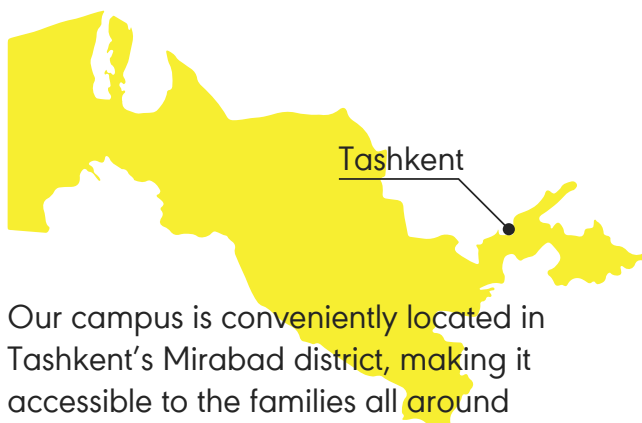 Tashkent
Our campus is conveniently located in
Tashkent’s Mirabad district, making it
accessible to the families all around